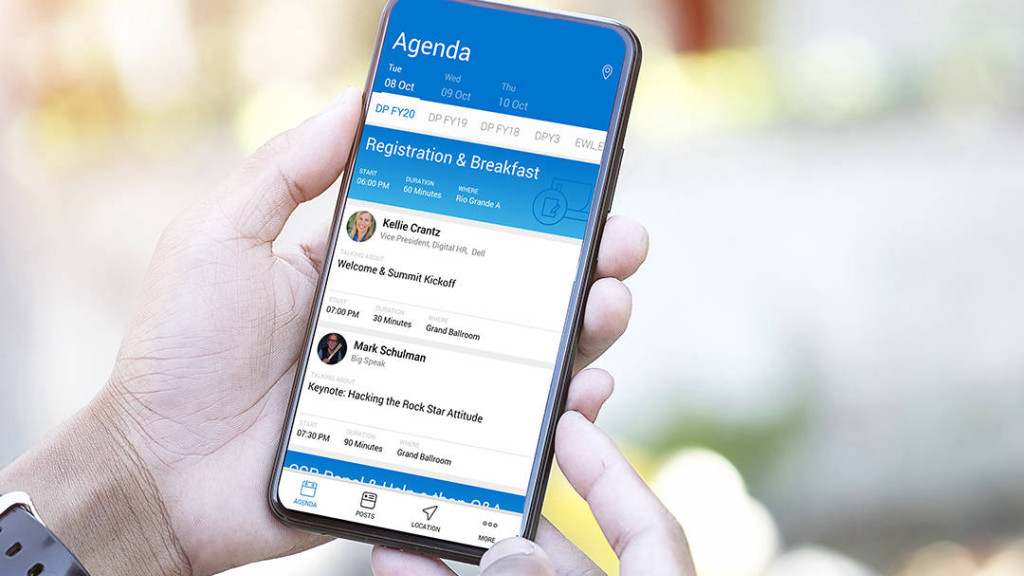 Agenda
Tue Wed Thu
08 Oct 09 Oct 10 Oct
DP FY20 DP FY19 DP FY18 DPY3 EWL,E
Registration & Breakfast
START DURATION WHERE
06:00 PM 60 Minutes Rio Grande A
Kellie Crantz
Vice President, Digital HR, Dell
TALKING ABOUT
Welcome & Summit Kickoff
START DURATION WHERE
07:00 PM 30 Minutes Grand Ballroom
Mark Schulman
Big Speak
TALKING ABOUT
Keynote: Hacking the Rock Star Attitude
START DURATION WHERE
07:30 PM 90 Minutes Grand Ballroom
AGENDA POSTS LOCATION MORE